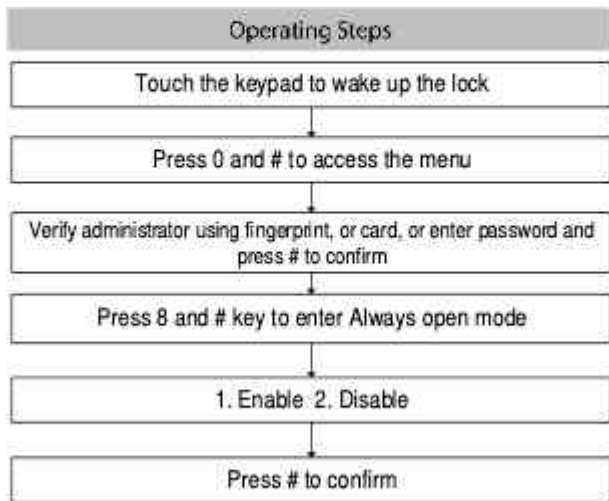 Operating Steps
Touch the keypad to wake up the lock
Press 0 and # to access the menu
Verify administrator using fingerprint, or card, or enter password and
press # to confirm
Press 8 and # key to enter Always open mode
1. Enable 2. Disable
Press # to confirm